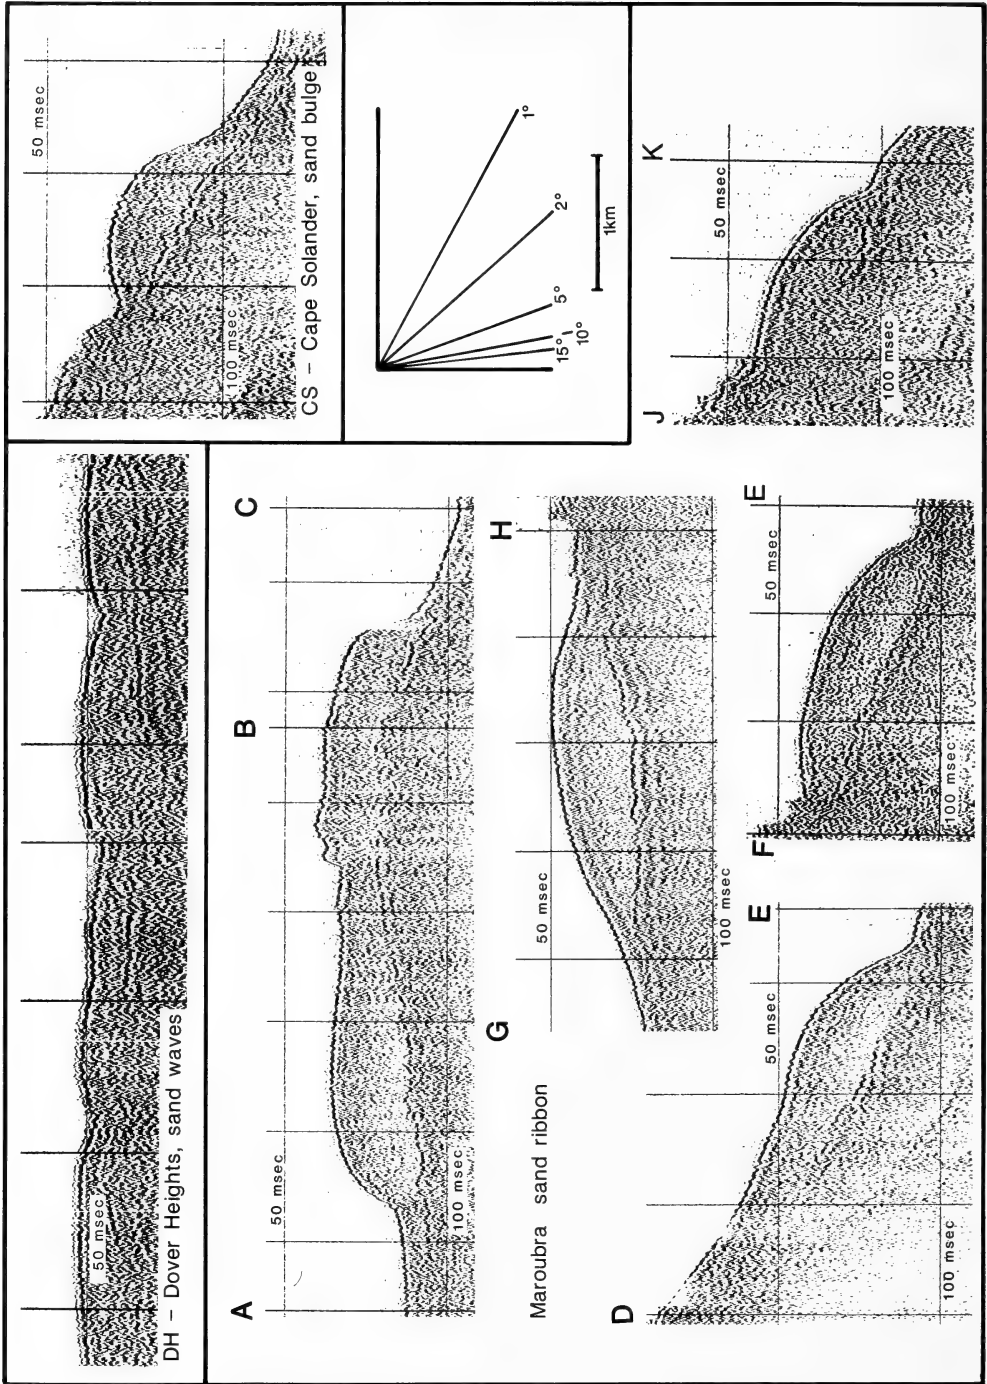 50 msec
DH – Dover Heights, sand waves
50 msec
100 msec
CS – Cape Solander, sand bulge
A
B
C
50 msec
100 msec
1°
2°
5°
10°
15°
1km
Maroubra sand ribbon
G
H
50 msec
100 msec
J
K
50 msec
100 msec
D
E
50 msec
100 msec
F
E
50 msec
100 msec